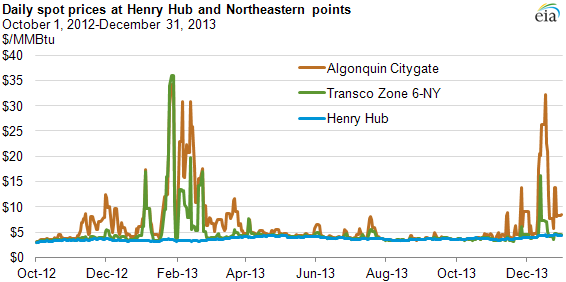 Daily spot prices at Henry Hub and Northeastern points
October 1, 2012-December 31, 2013
$/MMBtu
eia
$40
$35
$30
$25
$20
$15
$10
$5
$0
Algonquin Citygate
Transco Zone 6-NY
Henry Hub
Oct-12 Dec-12 Feb-13 Apr-13 Jun-13 Aug-13 Oct-13 Dec-13